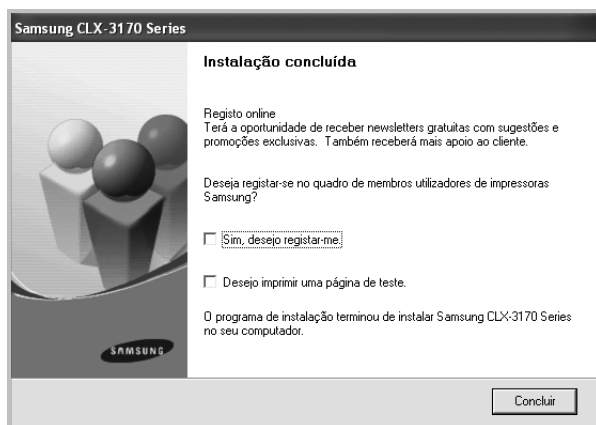 Samsung CLX-3170 Series
Instalação concluída
Registo online
Terá a oportunidade de receber newsletters gratuitas com sugestões e
promoções exclusivas. Também receberá mais apoio ao cliente.
Deseja registar-se no quadro de membros utilizadores de impressoras
Samsung?
Sim, desejo registar-me.
Desejo imprimir uma página de teste.
O programa de instalação terminou de instalar Samsung CLX-3170 Series
no seu computador.
SAMSUNG
Concluir